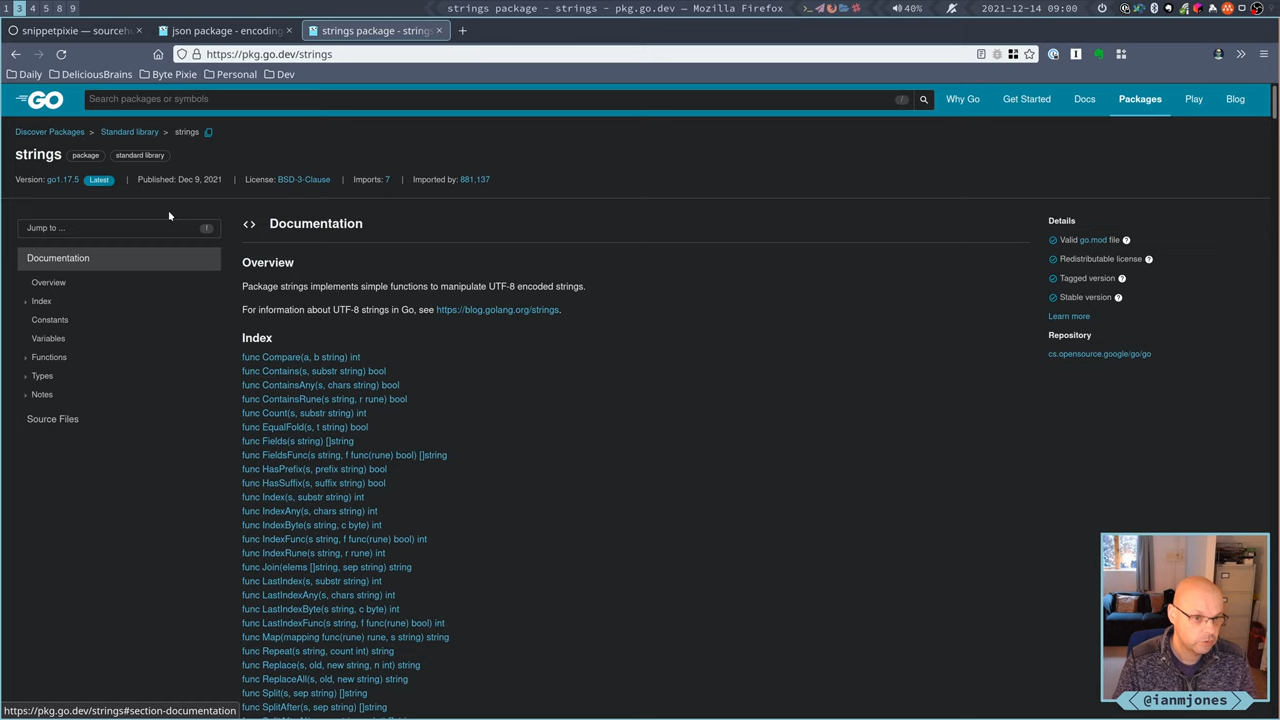 1 3 4 5 8 9
strings package - strings - pkg.go.dev — Mozilla Firefox
40%
2021-12-14 09:00
snippetpixie — sourceh
json package - encoding
strings package - strings
https://pkg.go.dev/strings
Daily
DeliciousBrains
Byte Pixie
Personal
Dev
GO
Search packages or symbols
/
Why Go
Get Started
Docs
Packages
Play
Blog
Discover Packages > Standard library > strings
strings package standard library
Version: go1.17.5 Latest | Published: Dec 9, 2021 | License: BSD-3-Clause | Imports: 7 | Imported by: 881,137
Jump to ... f
Documentation
Overview
Index
Constants
Variables
Functions
Types
Notes
Source Files
<> Documentation
Overview
Package strings implements simple functions to manipulate UTF-8 encoded strings.
For information about UTF-8 strings in Go, see https://blog.golang.org/strings.
Index
func Compare(a, b string) int
func Contains(s, substr string) bool
func ContainsAny(s, chars string) bool
func ContainsRune(s string, r rune) bool
func Count(s, substr string) int
func EqualFold(s, t string) bool
func Fields(s string) []string
func FieldsFunc(s string, f func(rune) bool) []string
func HasPrefix(s, prefix string) bool
func HasSuffix(s, suffix string) bool
func Index(s, substr string) int
func IndexAny(s, chars string) int
func IndexByte(s string, c byte) int
func IndexFunc(s string, f func(rune) bool) int
func IndexRune(s string, r rune) int
func Join(elems []string, sep string) string
func LastIndex(s, substr string) int
func LastIndexAny(s, chars string) int
func LastIndexByte(s string, c byte) int
func LastIndexFunc(s string, f func(rune) bool) int
func Map(mapping func(rune) rune, s string) string
func Repeat(s string, count int) string
func Replace(s, old, new string, n int) string
func ReplaceAll(s, old, new string) string
func Split(s, sep string) []string
func SplitAfter(s, sep string) []string
Details
Valid go.mod file
Redistributable license
Tagged version
Stable version
Learn more
Repository
cs.opensource.google/go/go
https://pkg.go.dev/strings#section-documentation
@ianmjones